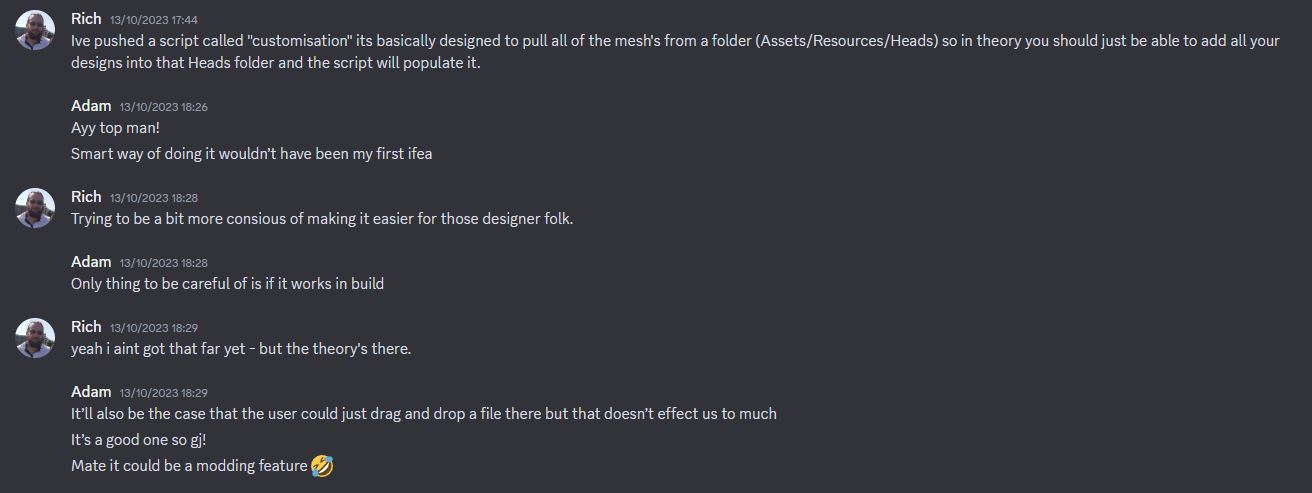 Rich 13/10/2023 17:44
Ive pushed a script called "customisation" its basically designed to pull all of the mesh's from a folder (Assets/Resources/Heads) so in theory you should just be able to add all your
designs into that Heads folder and the script will populate it.
Adam 13/10/2023 18:26
Ayy top man!
Smart way of doing it wouldn't have been my first ifea
Rich 13/10/2023 18:28
Trying to be a bit more consious of making it easier for those designer folk.
Adam 13/10/2023 18:28
Only thing to be careful of is if it works in build
Rich 13/10/2023 18:29
yeah i aint got that far yet - but the theory's there.
Adam 13/10/2023 18:29
It'll also be the case that the user could just drag and drop a file there but that doesn't effect us to much
It's a good one so gj!
Mate it could be a modding feature 🤣